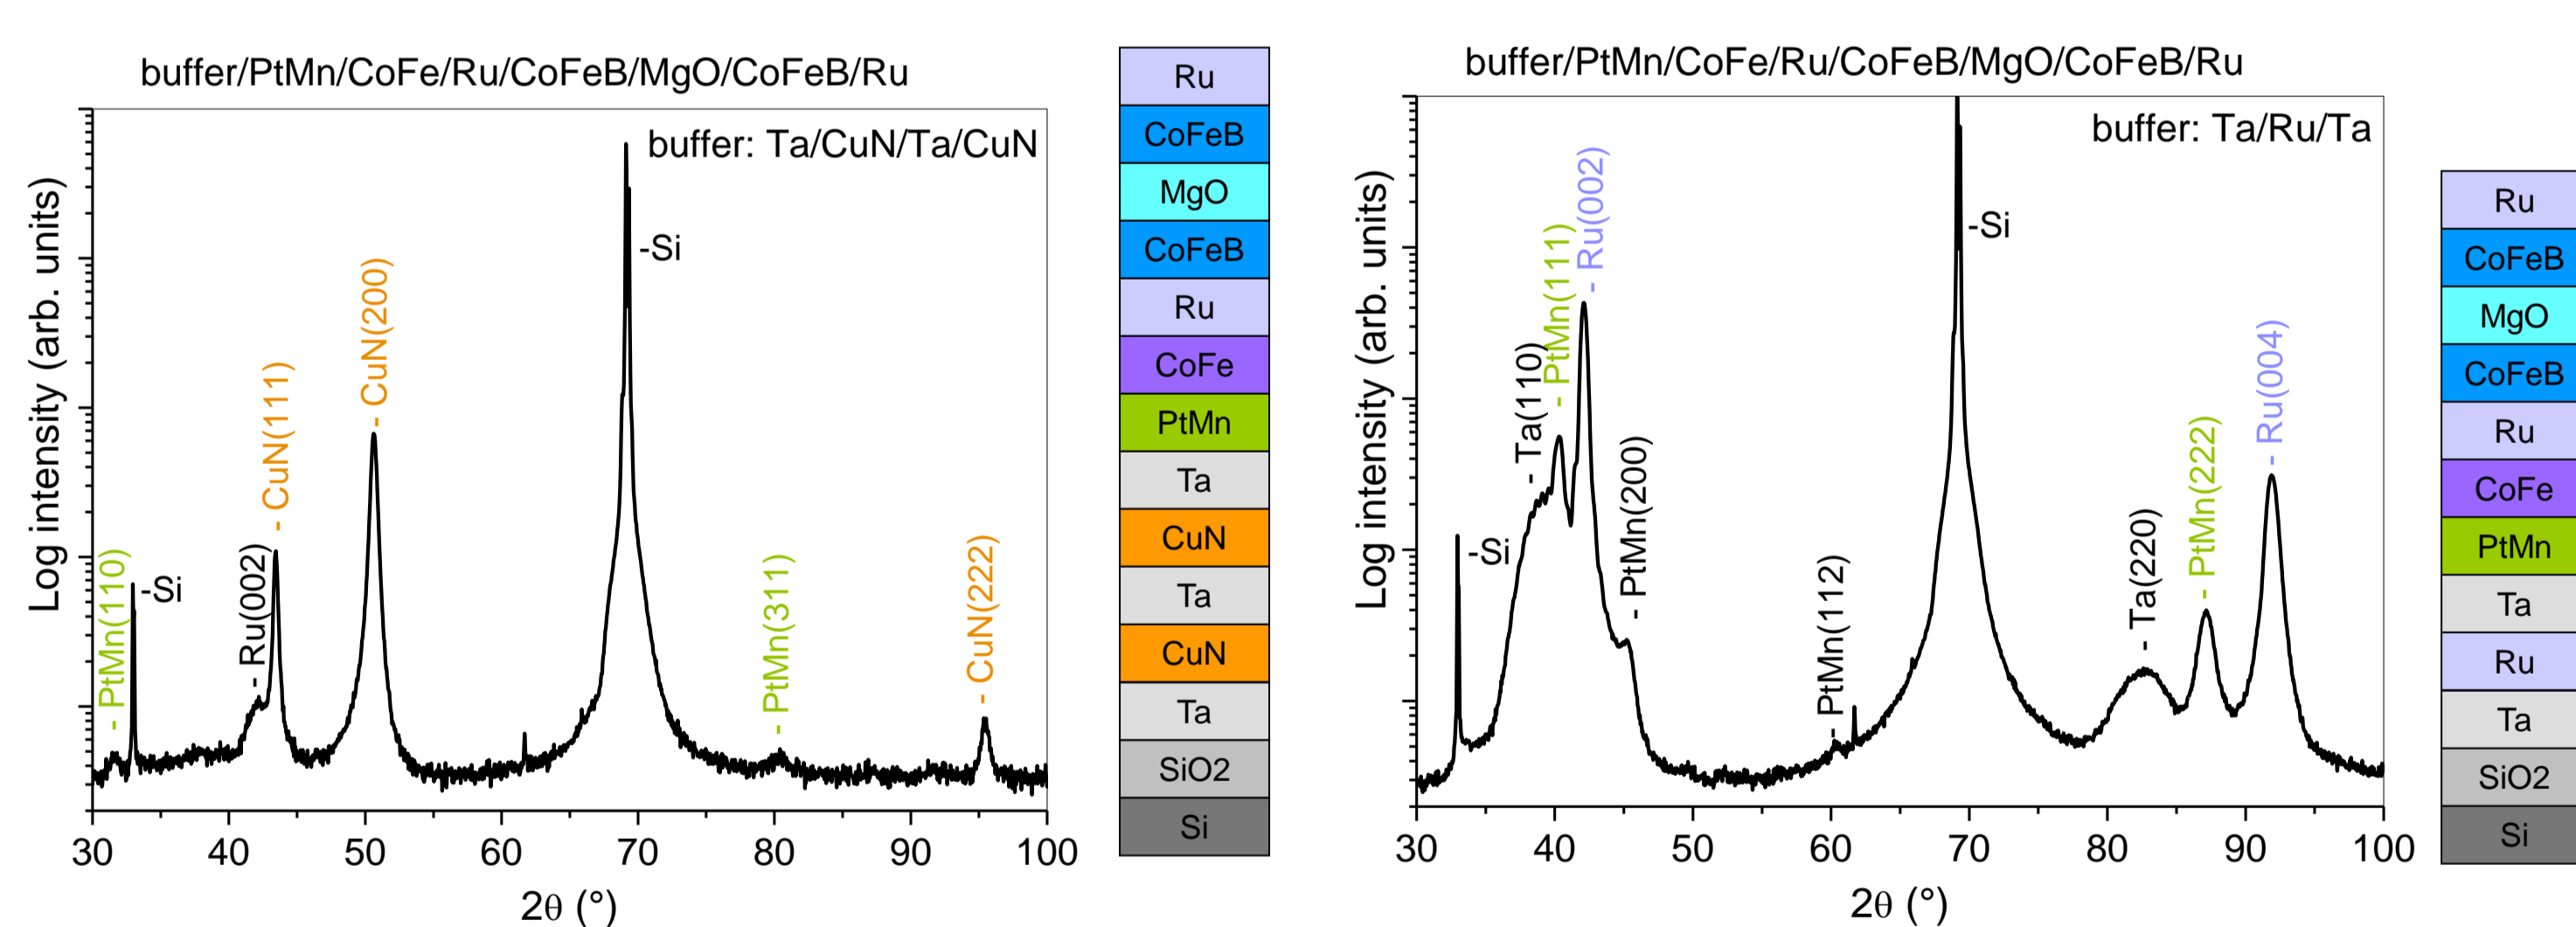 buffer/PtMn/CoFe/Ru/CoFeB/MgO/CoFeB/Ru
buffer: Ta/CuN/Ta/CuN
Log intensity (arb. units)
- PtMn(110)
-Si
- Ru(002)
- CuN(111)
- CuN(200)
-Si
- PtMn(311)
- CuN(222)
30 40 50 60 70 80 90 100
2θ (°)
Ru
CoFeB
MgO
CoFeB
Ru
CoFe
PtMn
Ta
CuN
Ta
CuN
Ta
SiO2
Si
buffer/PtMn/CoFe/Ru/CoFeB/MgO/CoFeB/Ru
buffer: Ta/Ru/Ta
Log intensity (arb. units)
-Si
- Ta(110)
- PtMn(111)
- Ru(002)
- PtMn(200)
- PtMn(112)
-Si
- Ta(220)
- PtMn(222)
- Ru(004)
30 40 50 60 70 80 90 100
2θ (°)
Ru
CoFeB
MgO
CoFeB
Ru
CoFe
PtMn
Ta
Ru
Ta
SiO2
Si